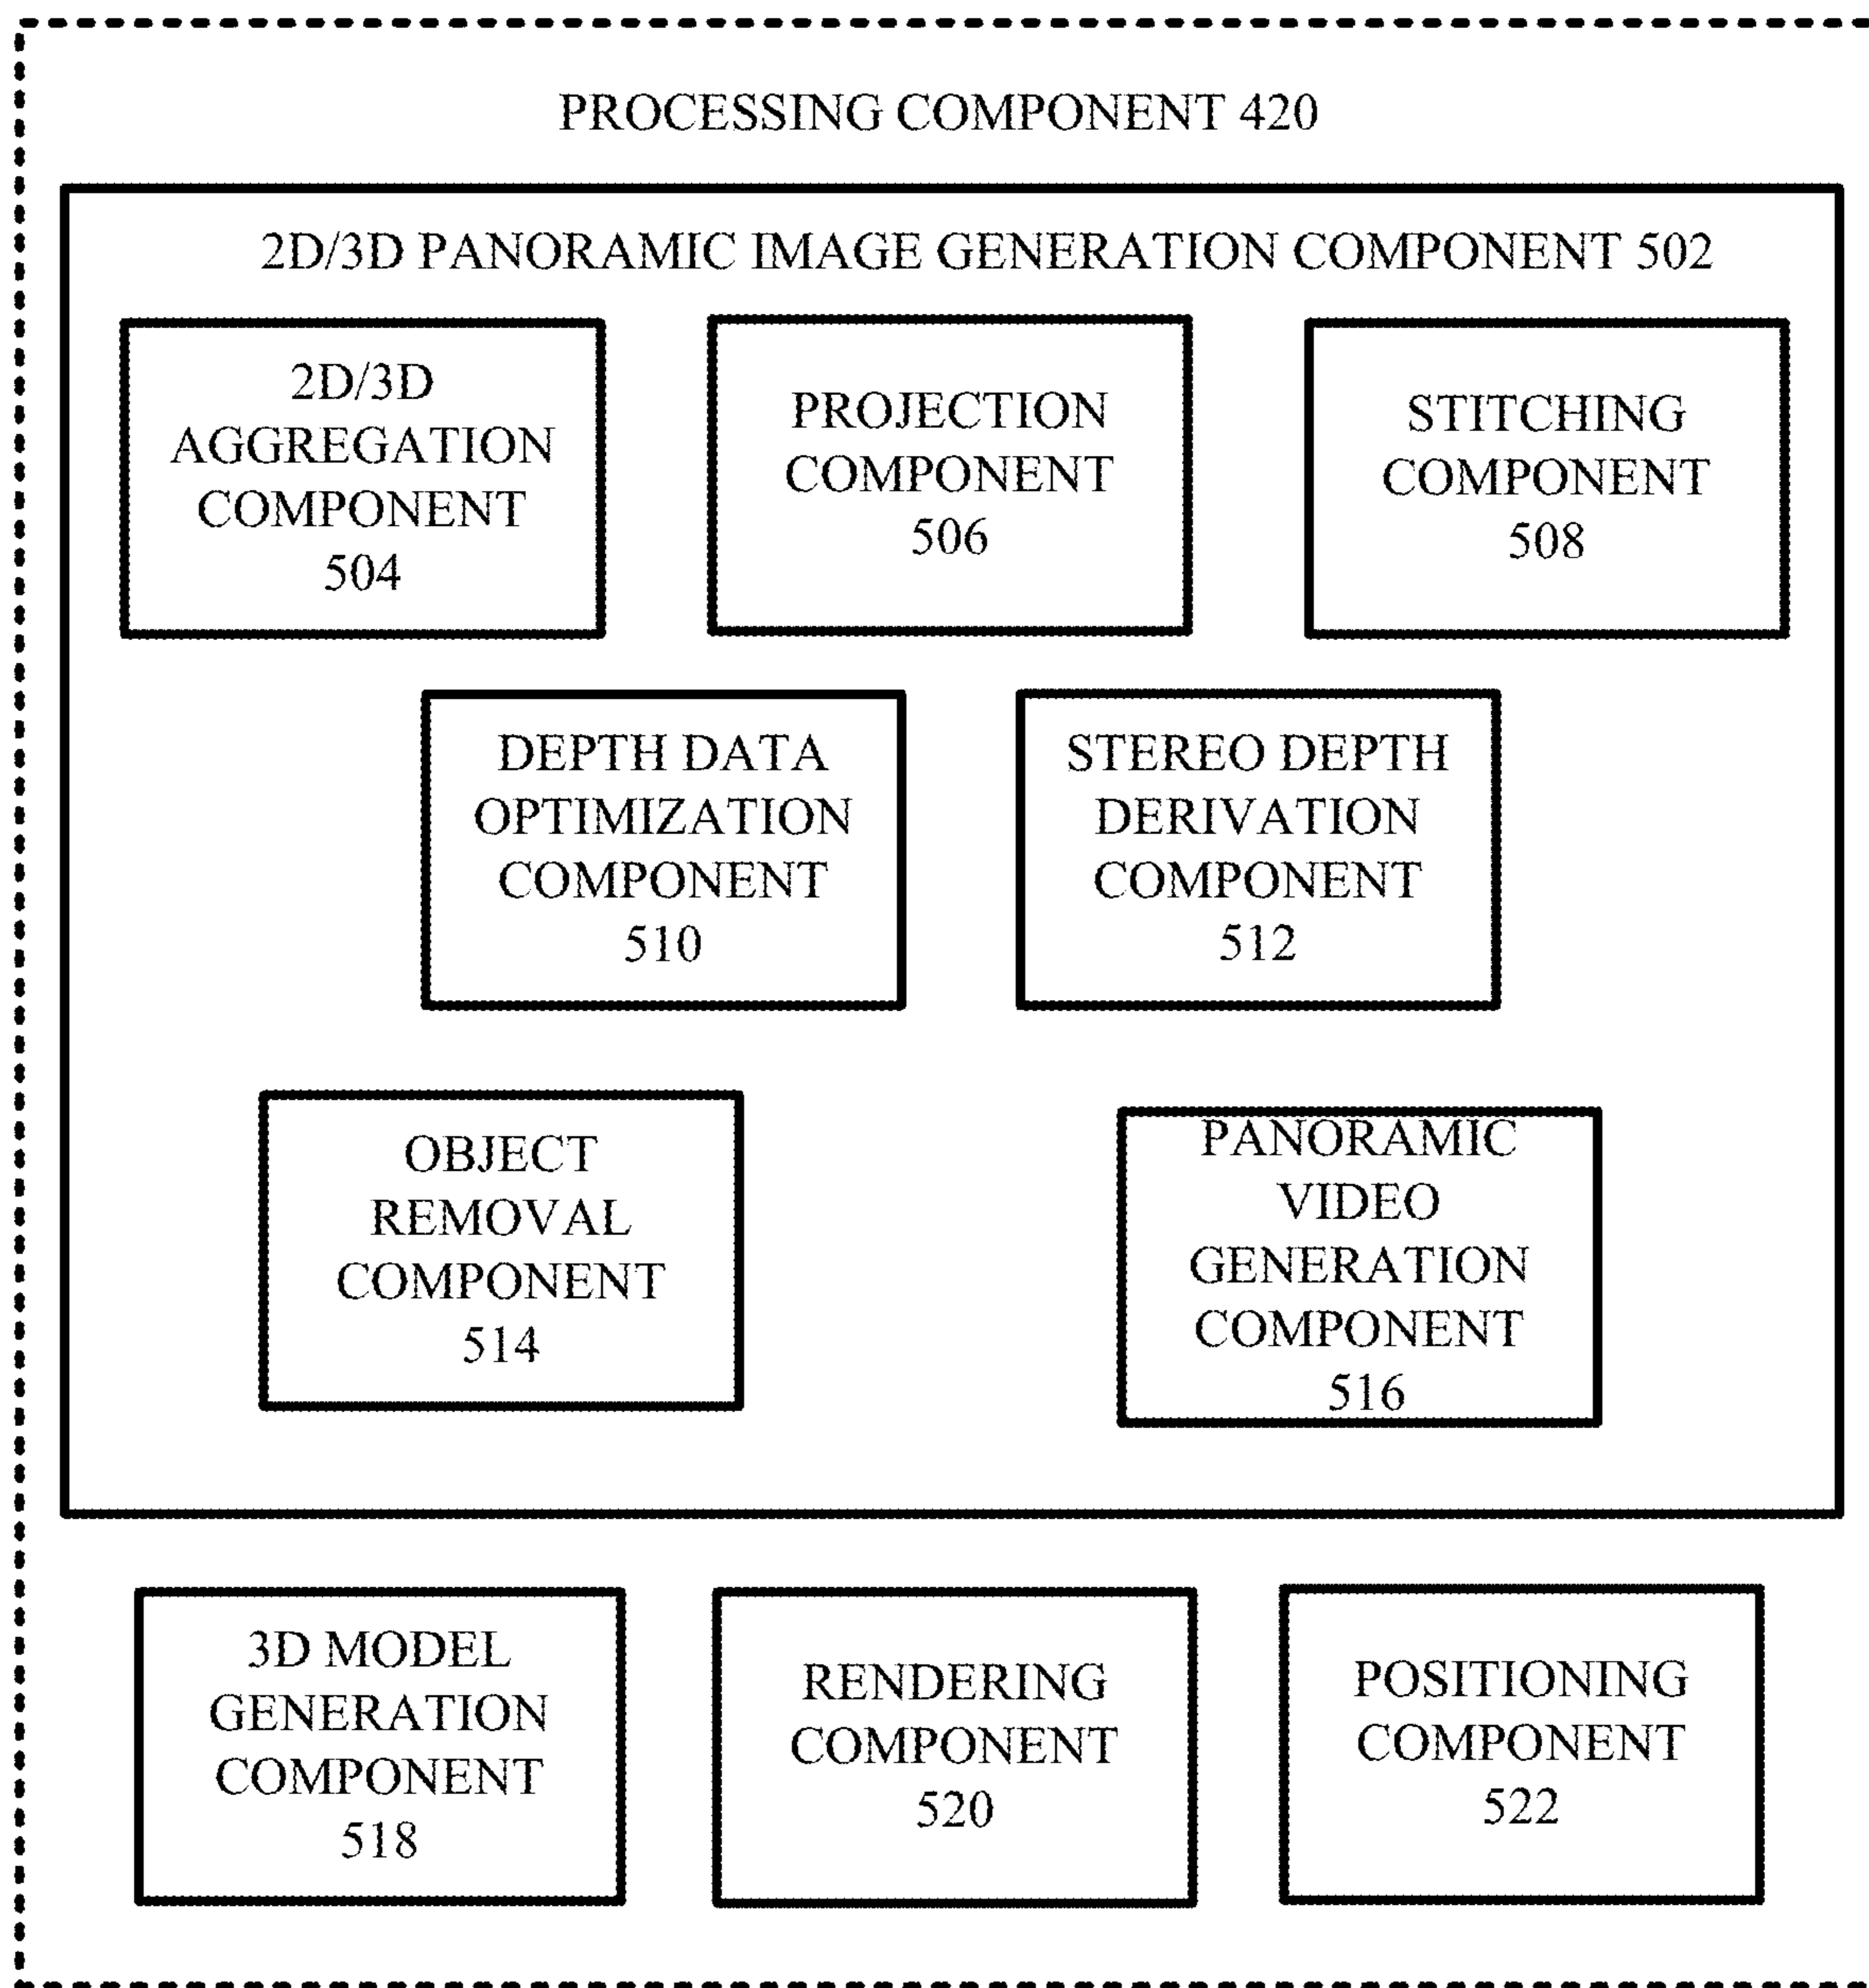 PROCESSING COMPONENT 420
2D/3D PANORAMIC IMAGE GENERATION COMPONENT 502
2D/3D
AGGREGATION
COMPONENT
504
PROJECTION
COMPONENT
506
STITCHING
COMPONENT
508
DEPTH DATA
OPTIMIZATION
COMPONENT
510
STEREO DEPTH
DERIVATION
COMPONENT
512
OBJECT
REMOVAL
COMPONENT
514
PANORAMIC
VIDEO
GENERATION
COMPONENT
516
3D MODEL
GENERATION
COMPONENT
518
RENDERING
COMPONENT
520
POSITIONING
COMPONENT
522